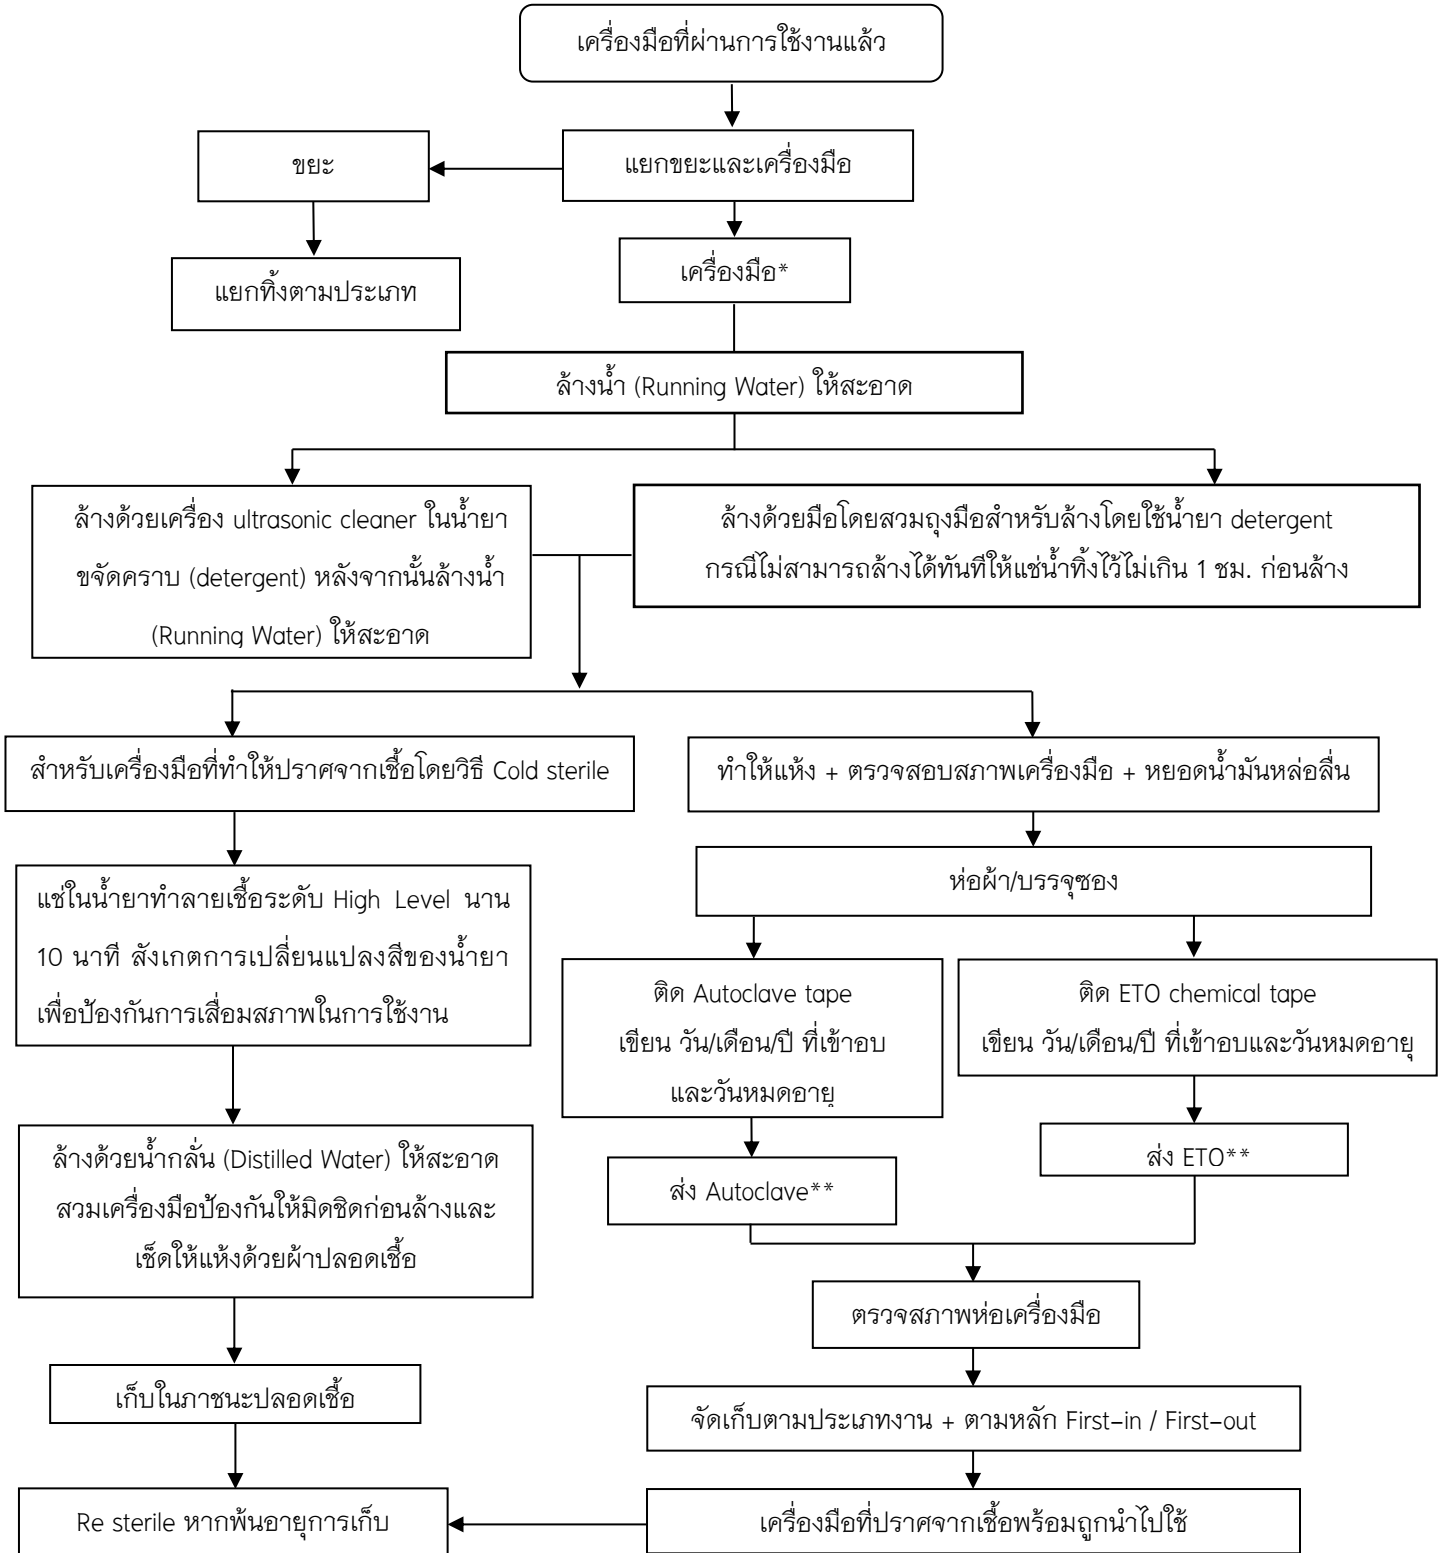 เครื่องมือที่ผ่านการใช้งานแล้ว
ขยะ
แยกขยะและเครื่องมือ
แยกทิ้งตามประเภท
เครื่องมือ*
ล้างน้ำ (Running Water) ให้สะอาด
ล้างด้วยเครื่อง ultrasonic cleaner ในน้ำยา
ขจัดคราบ (detergent) หลังจากนั้นล้างน้ำ
(Running Water) ให้สะอาด
ล้างด้วยมือโดยสวมถุงมือสำหรับล้างโดยใช้น้ำยา detergent
กรณีไม่สามารถล้างได้ทันทีให้แช่น้ำทิ้งไว้ไม่เกิน 1 ชม. ก่อนล้าง
สำหรับเครื่องมือที่ทำให้ปราศจากเชื้อโดยวิธี Cold sterile
ทำให้แห้ง + ตรวจสอบสภาพเครื่องมือ + หยอดน้ำมันหล่อลื่น
แช่ในน้ำยาทำลายเชื้อระดับ High Level นาน
10 นาที สังเกตการเปลี่ยนแปลงสีของน้ำยา
เพื่อป้องกันการเสื่อมสภาพในการใช้งาน
ห่อผ้า/บรรจุซอง
ติด Autoclave tape
เขียน วัน/เดือน/ปี ที่เข้าอบ
และวันหมดอายุ
ติด ETO chemical tape
เขียน วัน/เดือน/ปี ที่เข้าอบและวันหมดอายุ
ล้างด้วยน้ำกลั่น (Distilled Water) ให้สะอาด
สวมเครื่องมือป้องกันให้มิดชิดก่อนล้างและ
เช็ดให้แห้งด้วยผ้าปลอดเชื้อ
ส่ง Autoclave**
ส่ง ETO**
ตรวจสภาพห่อเครื่องมือ
เก็บในภาชนะปลอดเชื้อ
จัดเก็บตามประเภทงาน + ตามหลัก First-in / First-out
Re sterile หากพ้นอายุการเก็บ
เครื่องมือที่ปราศจากเชื้อพร้อมถูกนำไปใช้